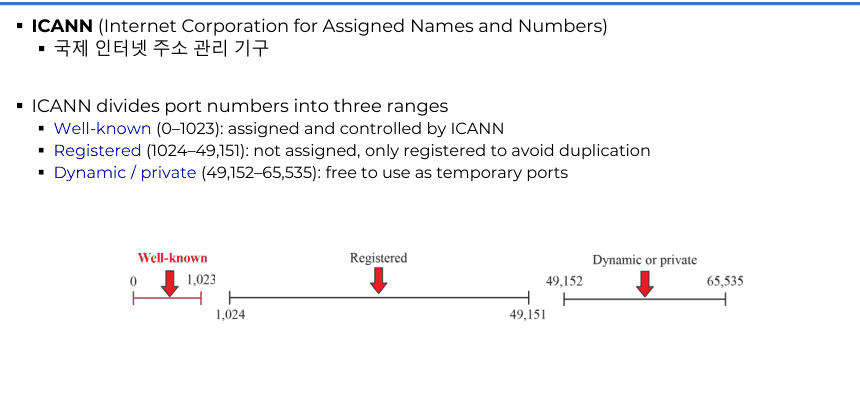 ▪ ICANN (Internet Corporation for Assigned Names and Numbers)
▪ 국제 인터넷 주소 관리 기구
▪ ICANN divides port numbers into three ranges
▪ Well-known (0–1023): assigned and controlled by ICANN
▪ Registered (1024–49,151): not assigned, only registered to avoid duplication
▪ Dynamic / private (49,152–65,535): free to use as temporary ports
Well-known
Registered
Dynamic or private
0
1,023
49,152
65,535
1,024
49,151